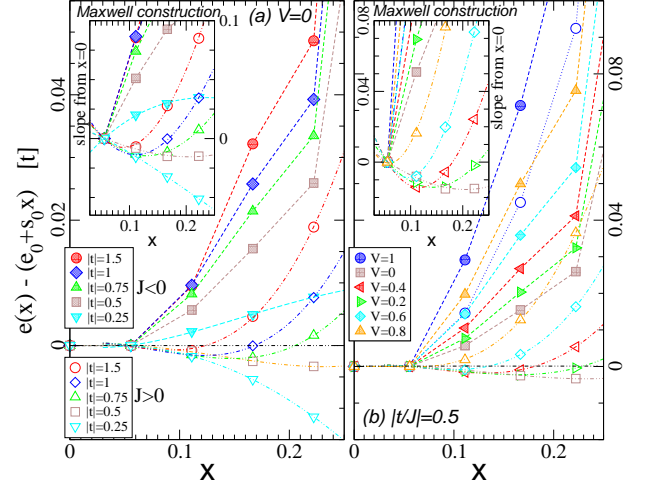 Maxwell construction
0.1
(a) V=0
slope from x=0
0
0.1
0.2
x
0.04
0.02
0
e(x) - (e0+s0x) [t]
|t|=1.5
|t|=1
|t|=0.75
|t|=0.5
|t|=0.25
J<0
|t|=1.5
|t|=1
|t|=0.75
|t|=0.5
|t|=0.25
J>0
0
0.1
0.2
x
Maxwell construction
0.08
0.04
0
slope from x=0
0.1
0.2
x
0.08
0.04
0
V=1
V=0
V=0.4
V=0.2
V=0.6
V=0.8
(b) |t/J|=0.5
0
0.1
0.2
x